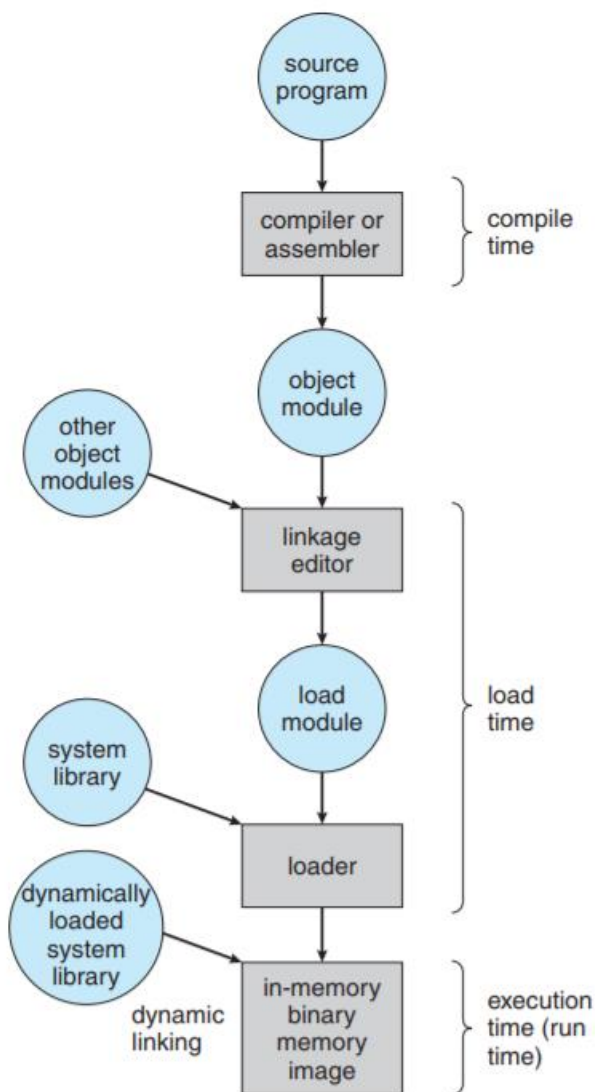 source
program
compiler or
assembler
compile
time
object
module
other
object
modules
linkage
editor
load
module
load
time
system
library
loader
dynamically
loaded
system
library
dynamic
linking
in-memory
binary
memory
image
execution
time (run
time)